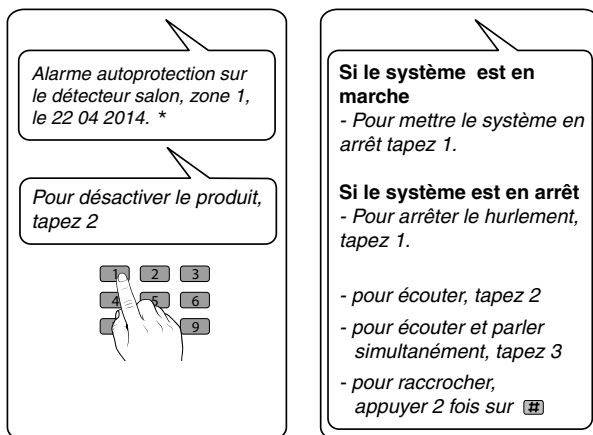 Alarme autoprotection sur
le détecteur salon, zone 1,
le 22 04 2014. *
Pour désactiver le produit,
tapez 2
1 2 3
4 5 6
9
Si le système est en
marche
- Pour mettre le système en
arrêt tapez 1.
Si le système est en arrêt
- Pour arrêter le hurlement,
tapez 1.
- pour écouter, tapez 2
- pour écouter et parler
simultanément, tapez 3
- pour raccrocher,
appuyer 2 fois sur #